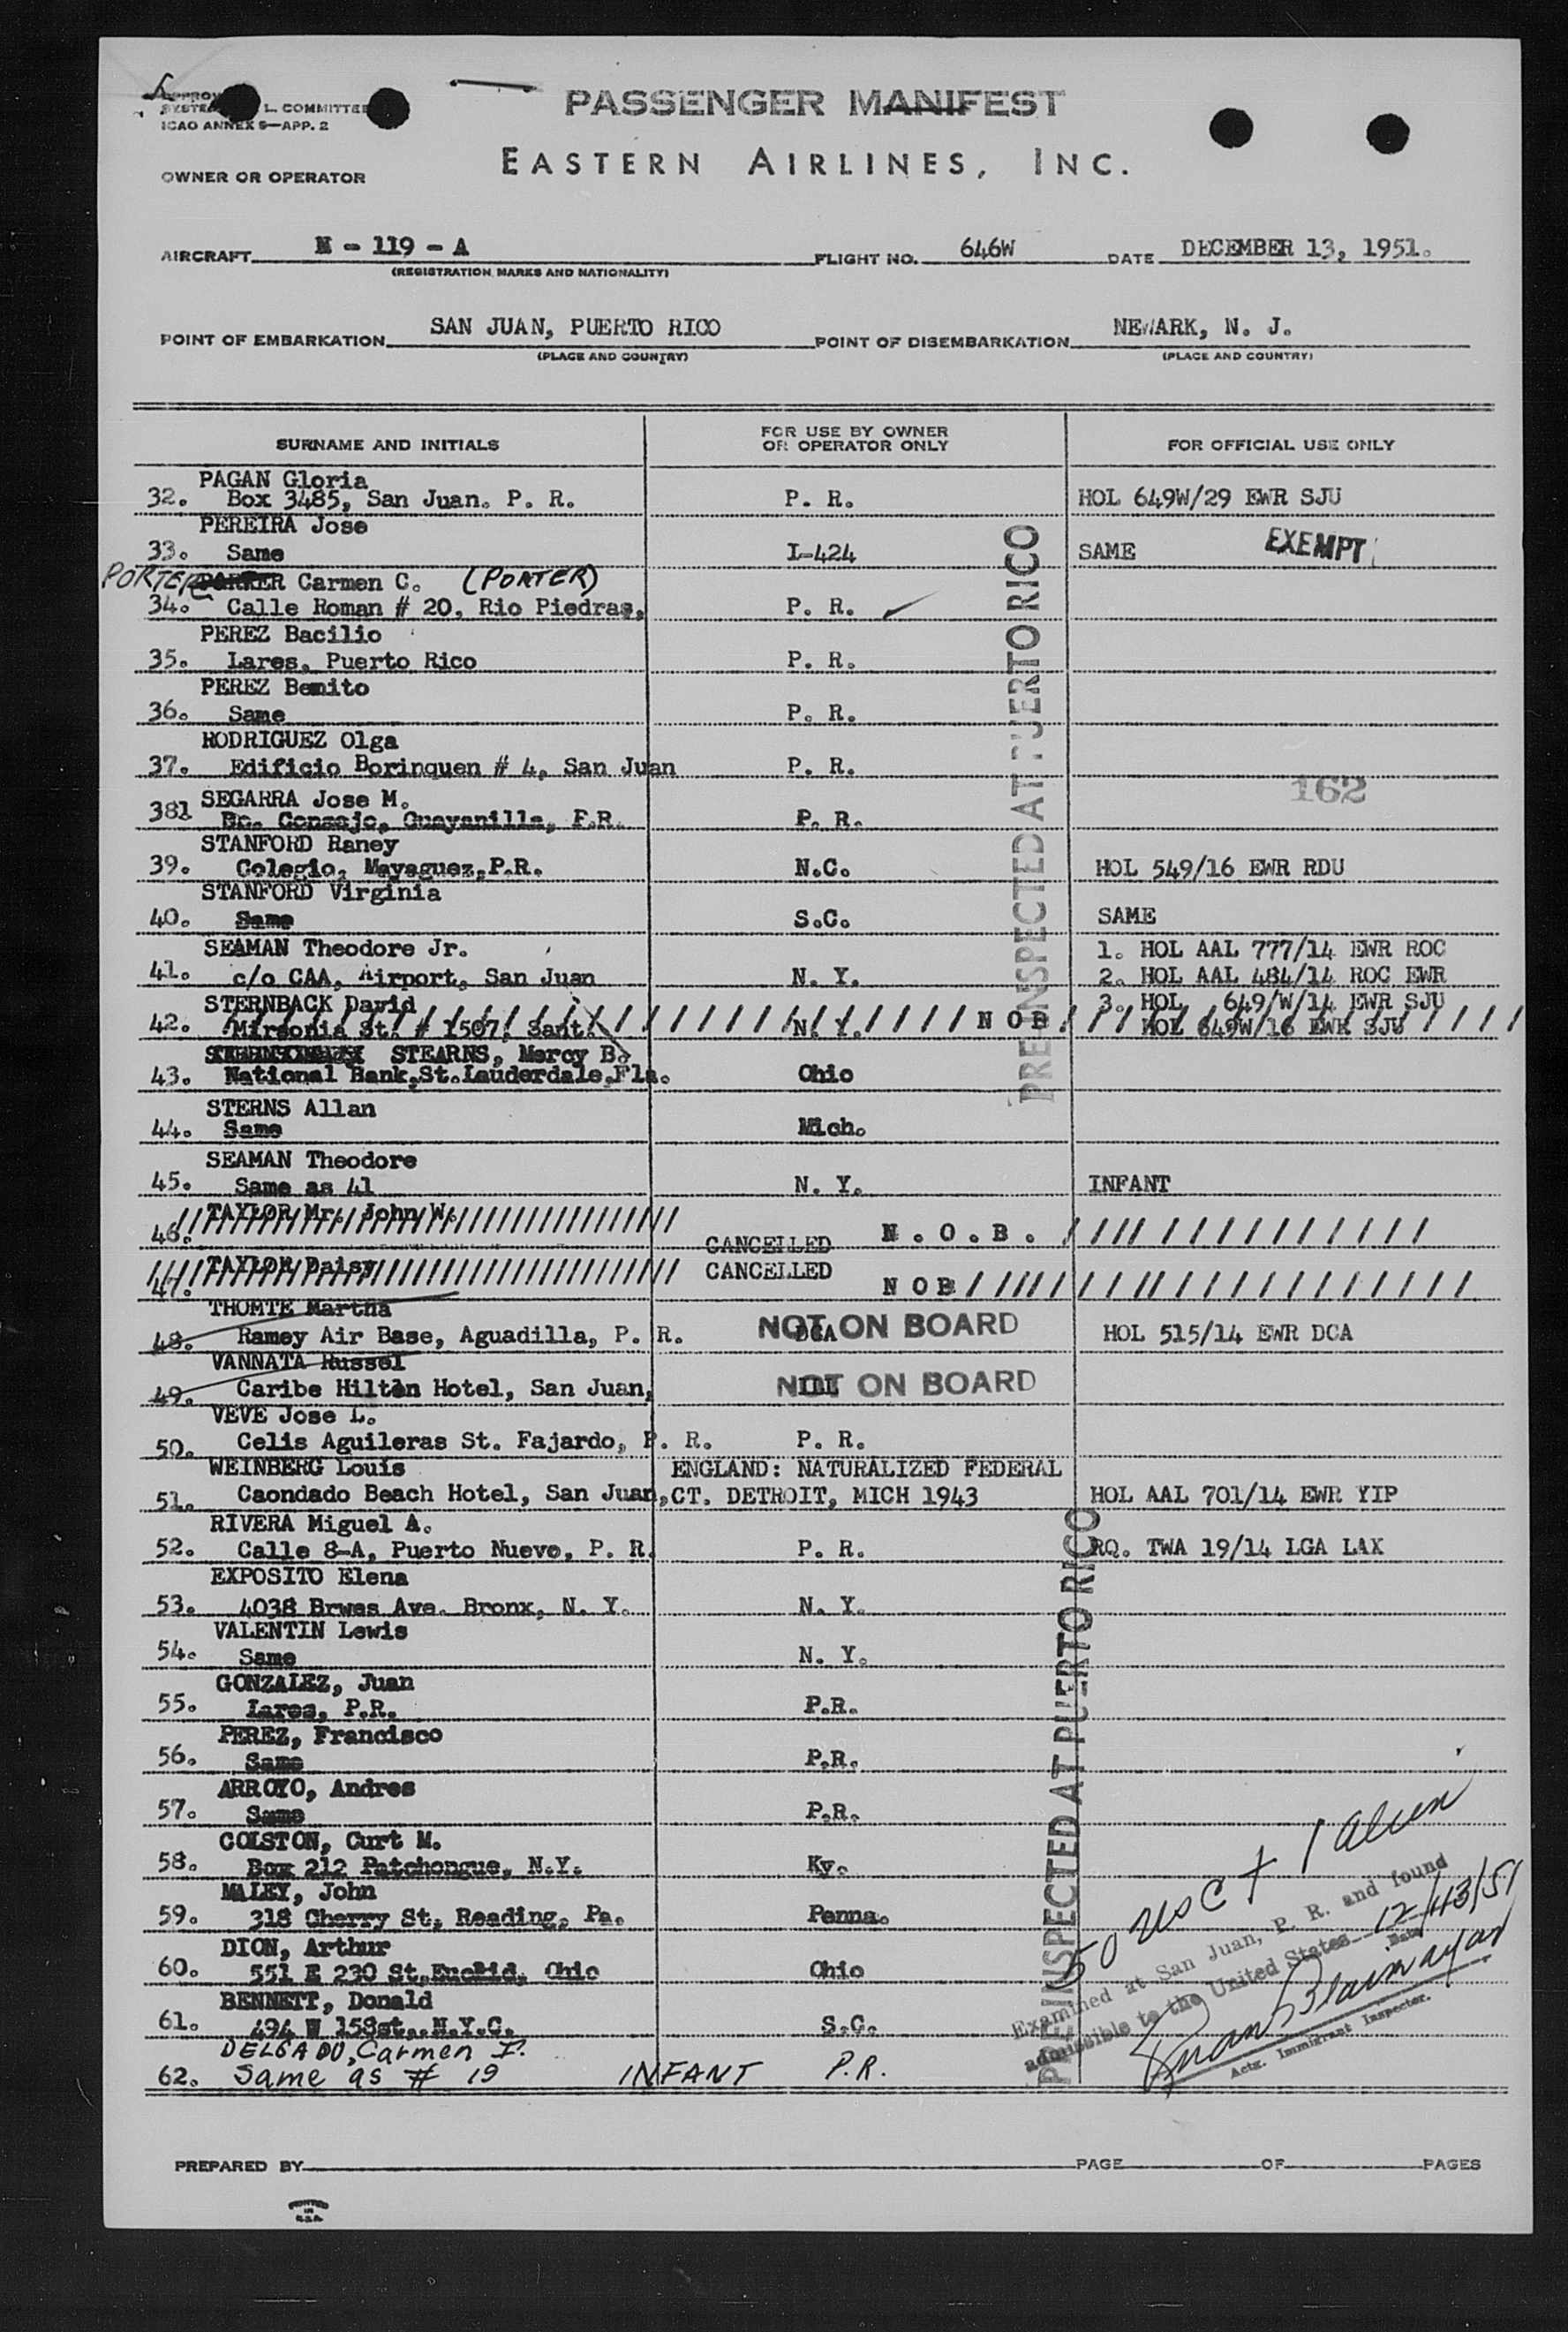 APPROV
SYSTE L. COMMITTEE
ICAO ANNEX 9—APP. 2
PASSENGER MANIFEST
EASTERN AIRLINES, INC.
OWNER OR OPERATOR
AIRCRAFT N - 119 - A FLIGHT NO. 646W DATE DECEMBER 13, 1951.
(REGISTRATION MARKS AND NATIONALITY)
POINT OF EMBARKATION SAN JUAN, PUERTO RICO POINT OF DISEMBARKATION NEWARK, N. J.
(PLACE AND COUNTRY) (PLACE AND COUNTRY)
SURNAME AND INITIALS FOR USE BY OWNER OR OPERATOR ONLY FOR OFFICIAL USE ONLY
PAGAN Gloria
32. Box 3485, San Juan. P. R. P. R. HOL 649W/29 EWR SJU
PEREIRA Jose
33. Same I-424 SAME EXEMPT
PORTER Carmen C. (PORTER)
34. Calle Roman # 20, Rio Piedras, P. R.
PEREZ Bacilio
35. Lares, Puerto Rico P. R.
PEREZ Benito
36. Same P. R.
RODRIGUEZ Olga
37. Edificio Borinquen # 4, San Juan P. R.
162
SEGARRA Jose M.
381 Bo. Consejo, Guayanilla, P.R. P. R.
STANFORD Raney
39. Colegio, Mayaguez,P.R. N.C. HOL 549/16 EWR RDU
STANFORD Virginia
40. Same S.C. SAME
SEAMAN Theodore Jr. 1. HOL AAL 777/14 EWR ROC
41. c/o CAA, Airport, San Juan N. Y. 2. HOL AAL 484/14 ROC EWR
STERNBACK David 3. HOL 649/W/14 EWR SJU
42. Mirsonia St. # 1507, Sant. N. Y. NOB HOL 649W/16 EWR SJU
STEARNS, Mercy B.
43. National Bank,St.Lauderdale,Fla. Ohio
STERNS Allan
44. Same Mich.
SEAMAN Theodore
45. Same as 41 N. Y. INFANT
TAYLOR Mr. John W.
46. CANCELLED N.O.B.
TAYLOR Daisy CANCELLED
47. NOB
THOMTE Martha
48. Ramey Air Base, Aguadilla, P. R. DCA NOT ON BOARD HOL 515/14 EWR DCA
VANNATA Russel
49. Caribe Hilton Hotel, San Juan, ILL NOT ON BOARD
VEVE Jose L.
50. Celis Aguileras St. Fajardo, P. R. P. R.
WEINBERG Louis ENGLAND: NATURALIZED FEDERAL
51. Caondado Beach Hotel, San Juan, CT. DETROIT, MICH 1943 HOL AAL 701/14 EWR YIP
RIVERA Miguel A.
52. Calle 8-A, Puerto Nuevo, P. R. P. R. RQ. TWA 19/14 LGA LAX
EXPOSITO Elena
53. 4038 Brwes Ave. Bronx, N. Y. N. Y.
VALENTIN Lewis
54. Same N. Y.
GONZALEZ, Juan
55. Lares, P.R. P.R.
PEREZ, Francisco
56. Same P.R.
ARROYO, Andres
57. Same P.R.
COLSTON, Curt M.
58. Box 212 Patchongue, N.Y. Ky.
MALEY, John
59. 318 Cherry St, Reading, Pa. Penna.
DION, Arthur
60. 551 E 230 St,Euclid, Ohio Ohio
BENNETT, Donald
61. 494 W 158st,.N.Y.C. S.C.
DELGADO, Carmen I.
62. Same as # 19 INFANT P.R.
PRE INSPECTED AT PUERTO RICO
PRE INSPECTED AT PUERTO RICO
50 USC + 1 alien
Examined at San Juan, P. R. and found
admissible to the United States 12/13/51
Date
Actg. Immigrant Inspector.
PREPARED BY PAGE OF PAGES
PRINTED
IN
U.S.A.